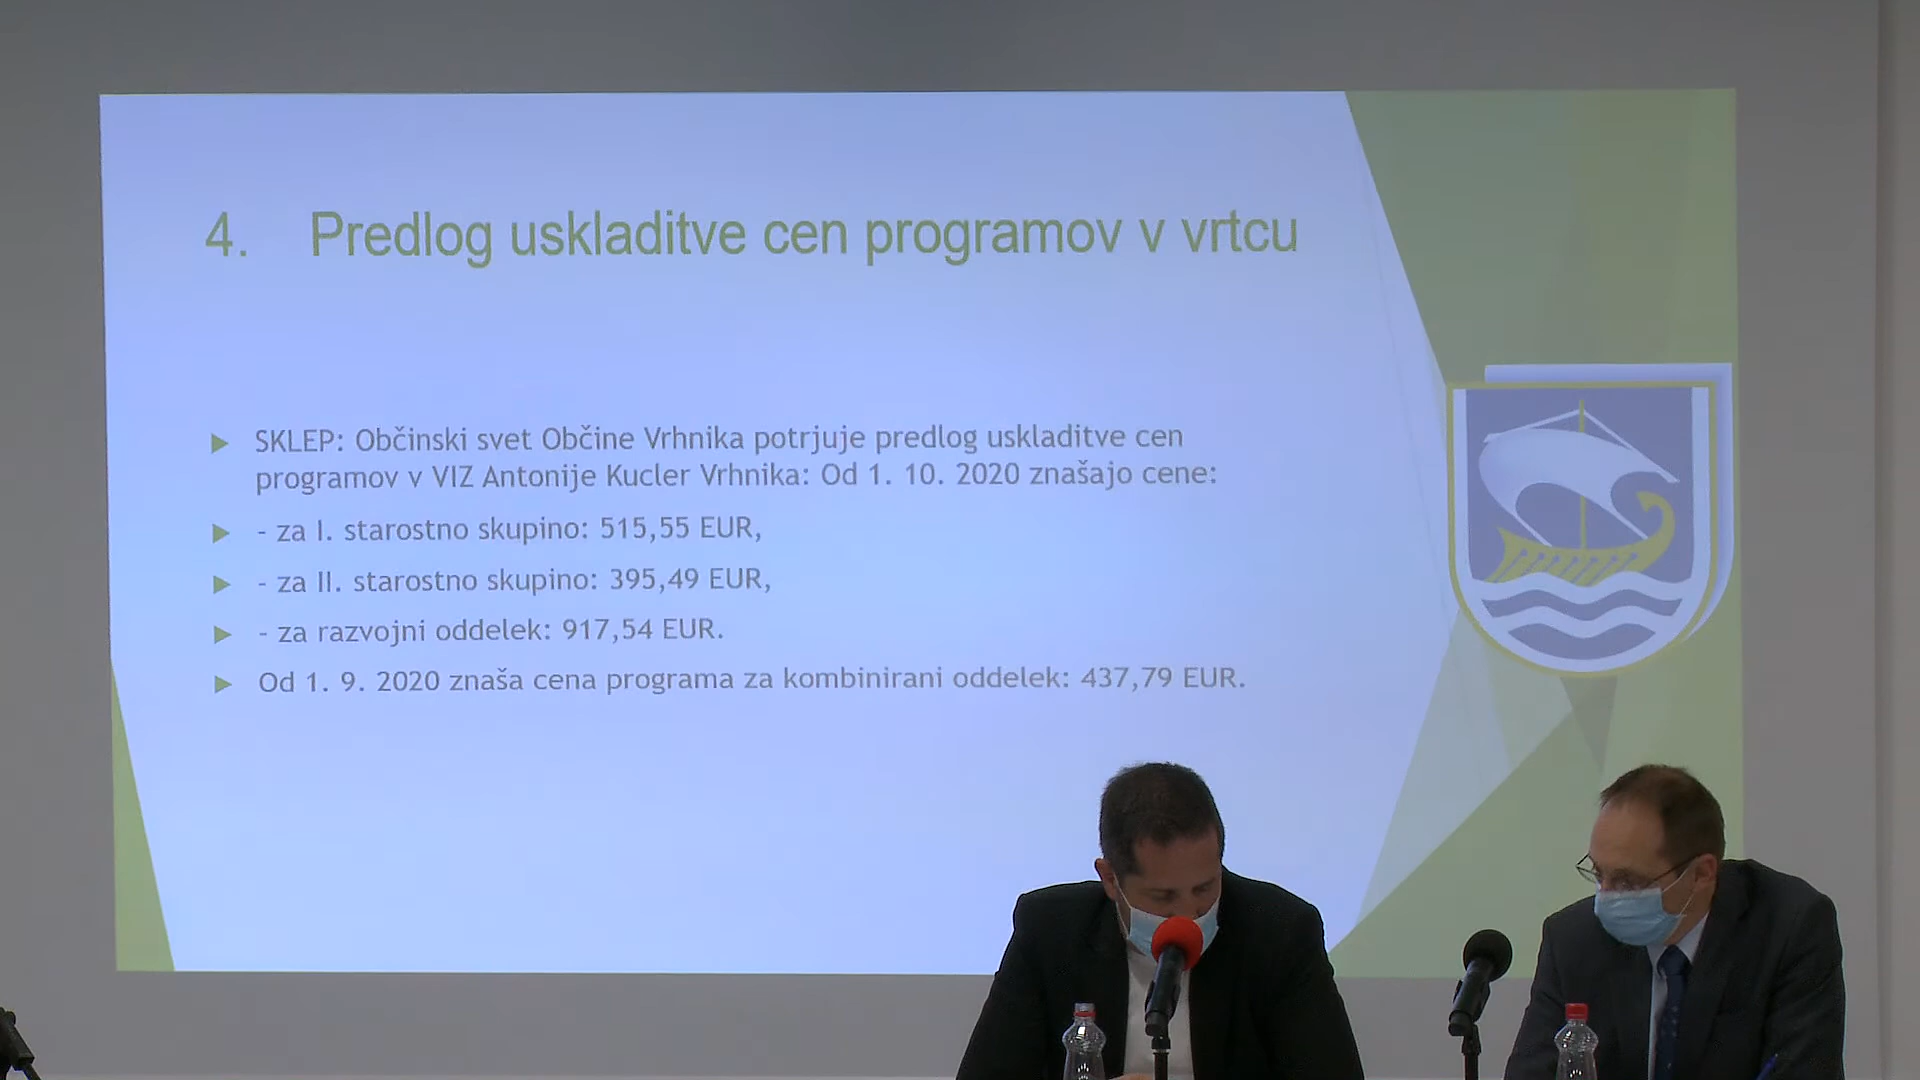 4. Predlog uskladitve cen programov v vrtcu
SKLEP: Občinski svet Občine Vrhnika potrjuje predlog uskladitve cen
programov v VIZ Antonije Kucler Vrhnika: Od 1. 10. 2020 znašajo cene:
- za I. starostno skupino: 515,55 EUR,
- za II. starostno skupino: 395,49 EUR,
- za razvojni oddelek: 917,54 EUR.
Od 1. 9. 2020 znaša cena programa za kombinirani oddelek: 437,79 EUR.